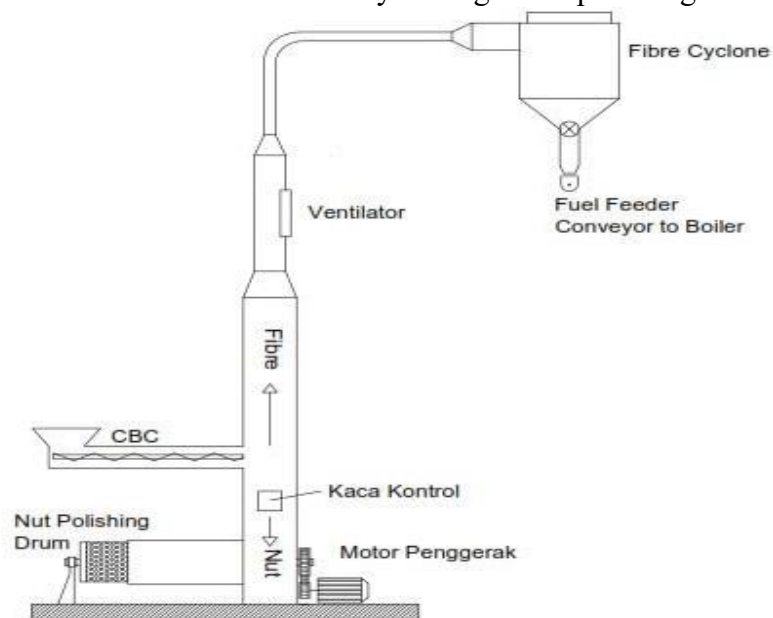 Fibre Cyclone
Fuel Feeder
Conveyor to Boiler
Ventilator
Fibre
CBC
Kaca Kontrol
Nut Polishing
Drum
Nut
Motor Penggerak